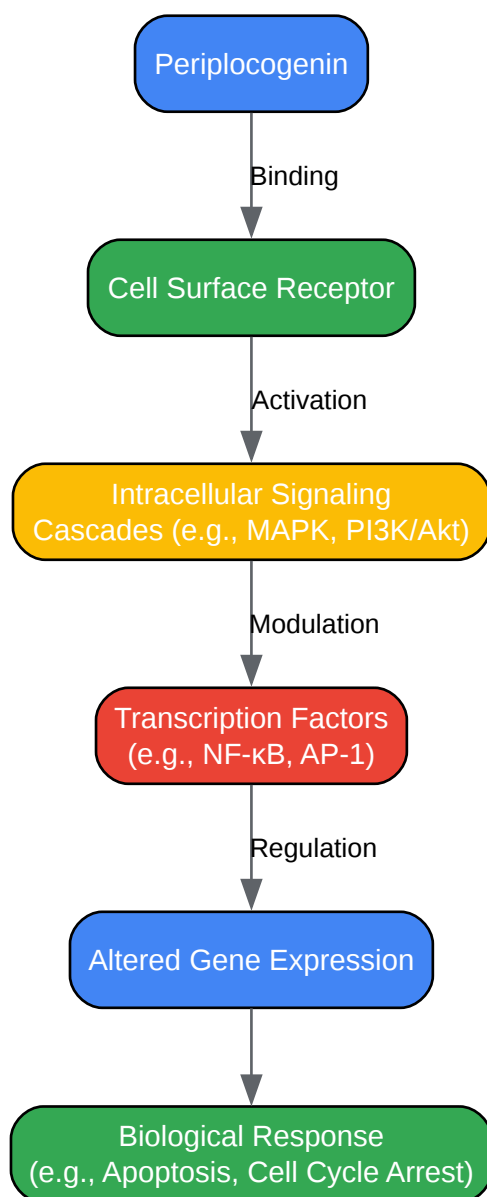 Periplocogenin
Binding
Cell Surface Receptor
Activation
Intracellular Signaling
Cascades (e.g., MAPK, PI3K/Akt)
Modulation
Transcription Factors
(e.g., NF-κB, AP-1)
Regulation
Altered Gene Expression
Biological Response
(e.g., Apoptosis, Cell Cycle Arrest)